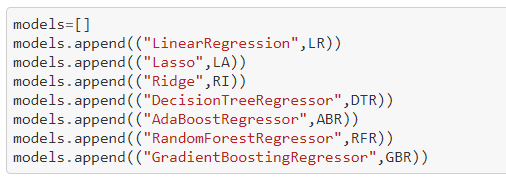 models=[]
models.append(("LinearRegression",LR))
models.append(("Lasso",LA))
models.append(("Ridge",RI))
models.append(("DecisionTreeRegressor",DTR))
models.append(("AdaBoostRegressor",ABR))
models.append(("RandomForestRegressor",RFR))
models.append(("GradientBoostingRegressor",GBR))